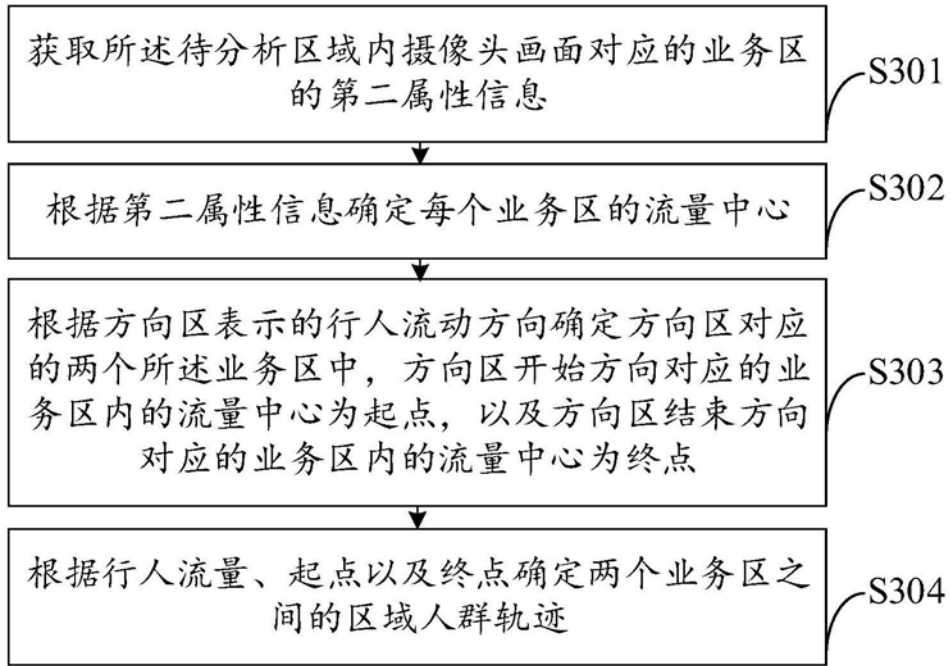 获取所述待分析区域内摄像头画面对应的业务区
的第二属性信息
S301
根据第二属性信息确定每个业务区的流量中心
S302
根据方向区表示的行人流动方向确定方向区对应
的两个所述业务区中，方向区开始方向对应的业
务区内的流量中心为起点，以及方向区结束方向
对应的业务区内的流量中心为终点
S303
根据行人流量、起点以及终点确定两个业务区之
间的区域人群轨迹
S304